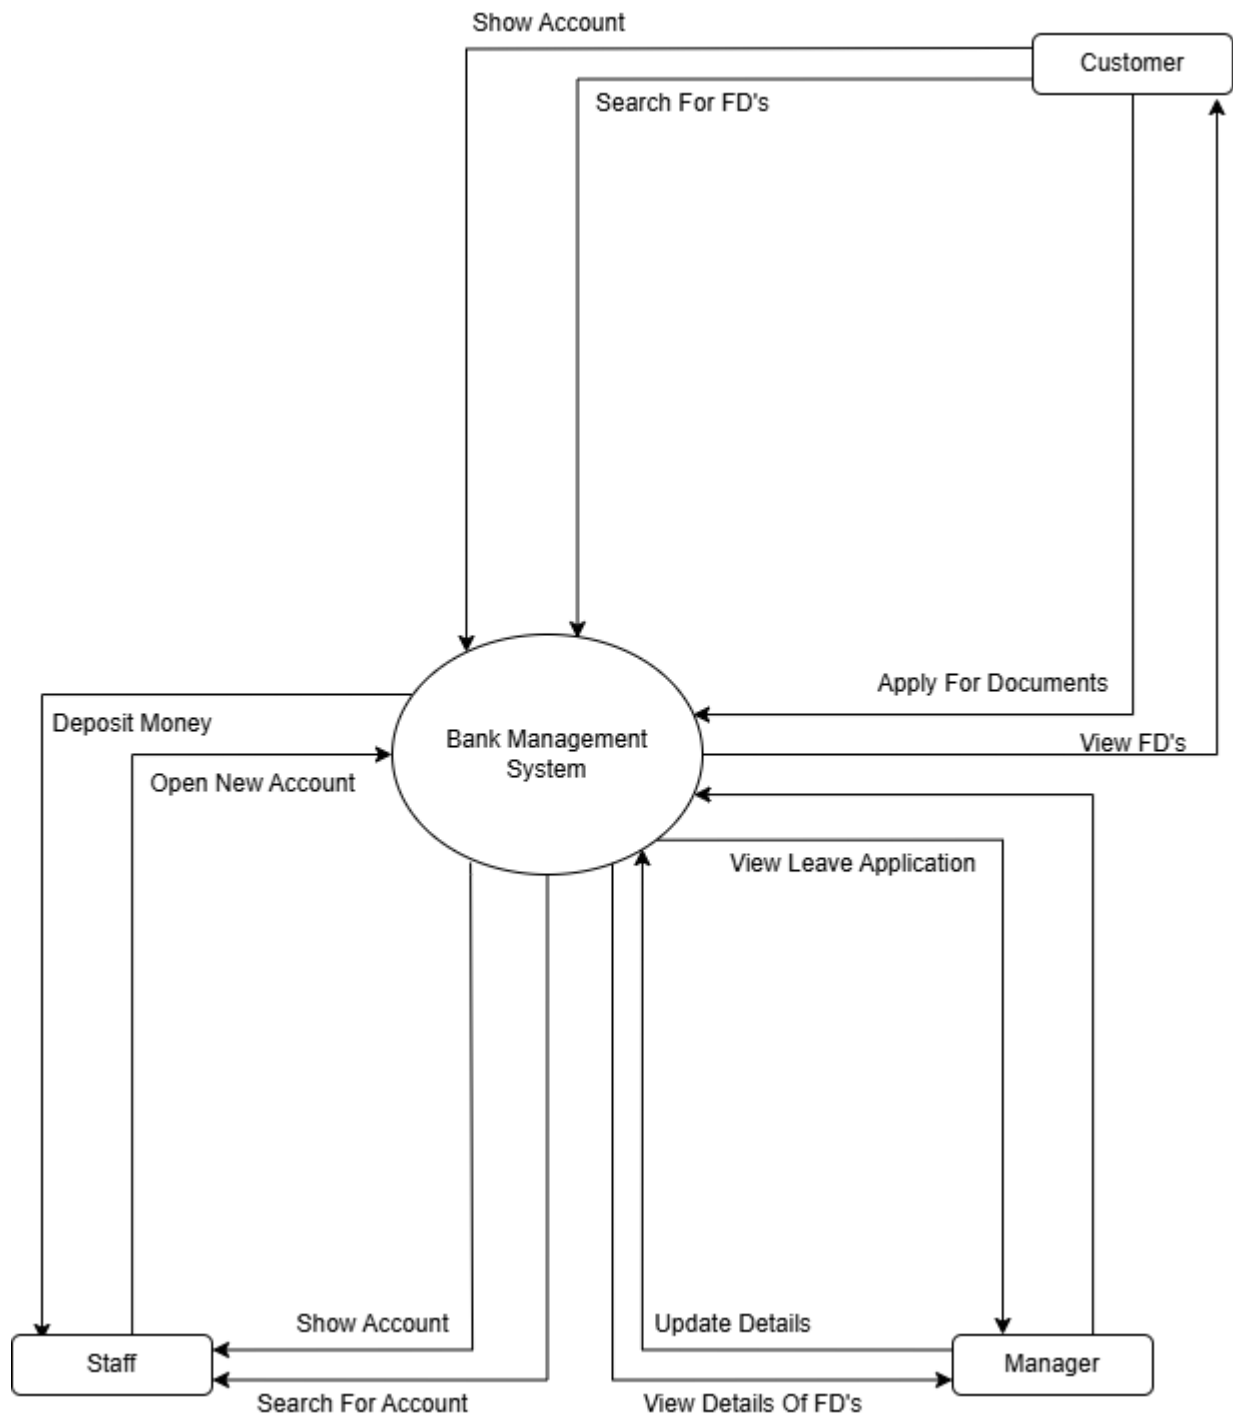 Show Account
Customer
Search For FD's
Apply For Documents
Deposit Money
View FD's
Bank Management
System
Open New Account
View Leave Application
Show Account
Update Details
Staff
Manager
Search For Account
View Details Of FD's